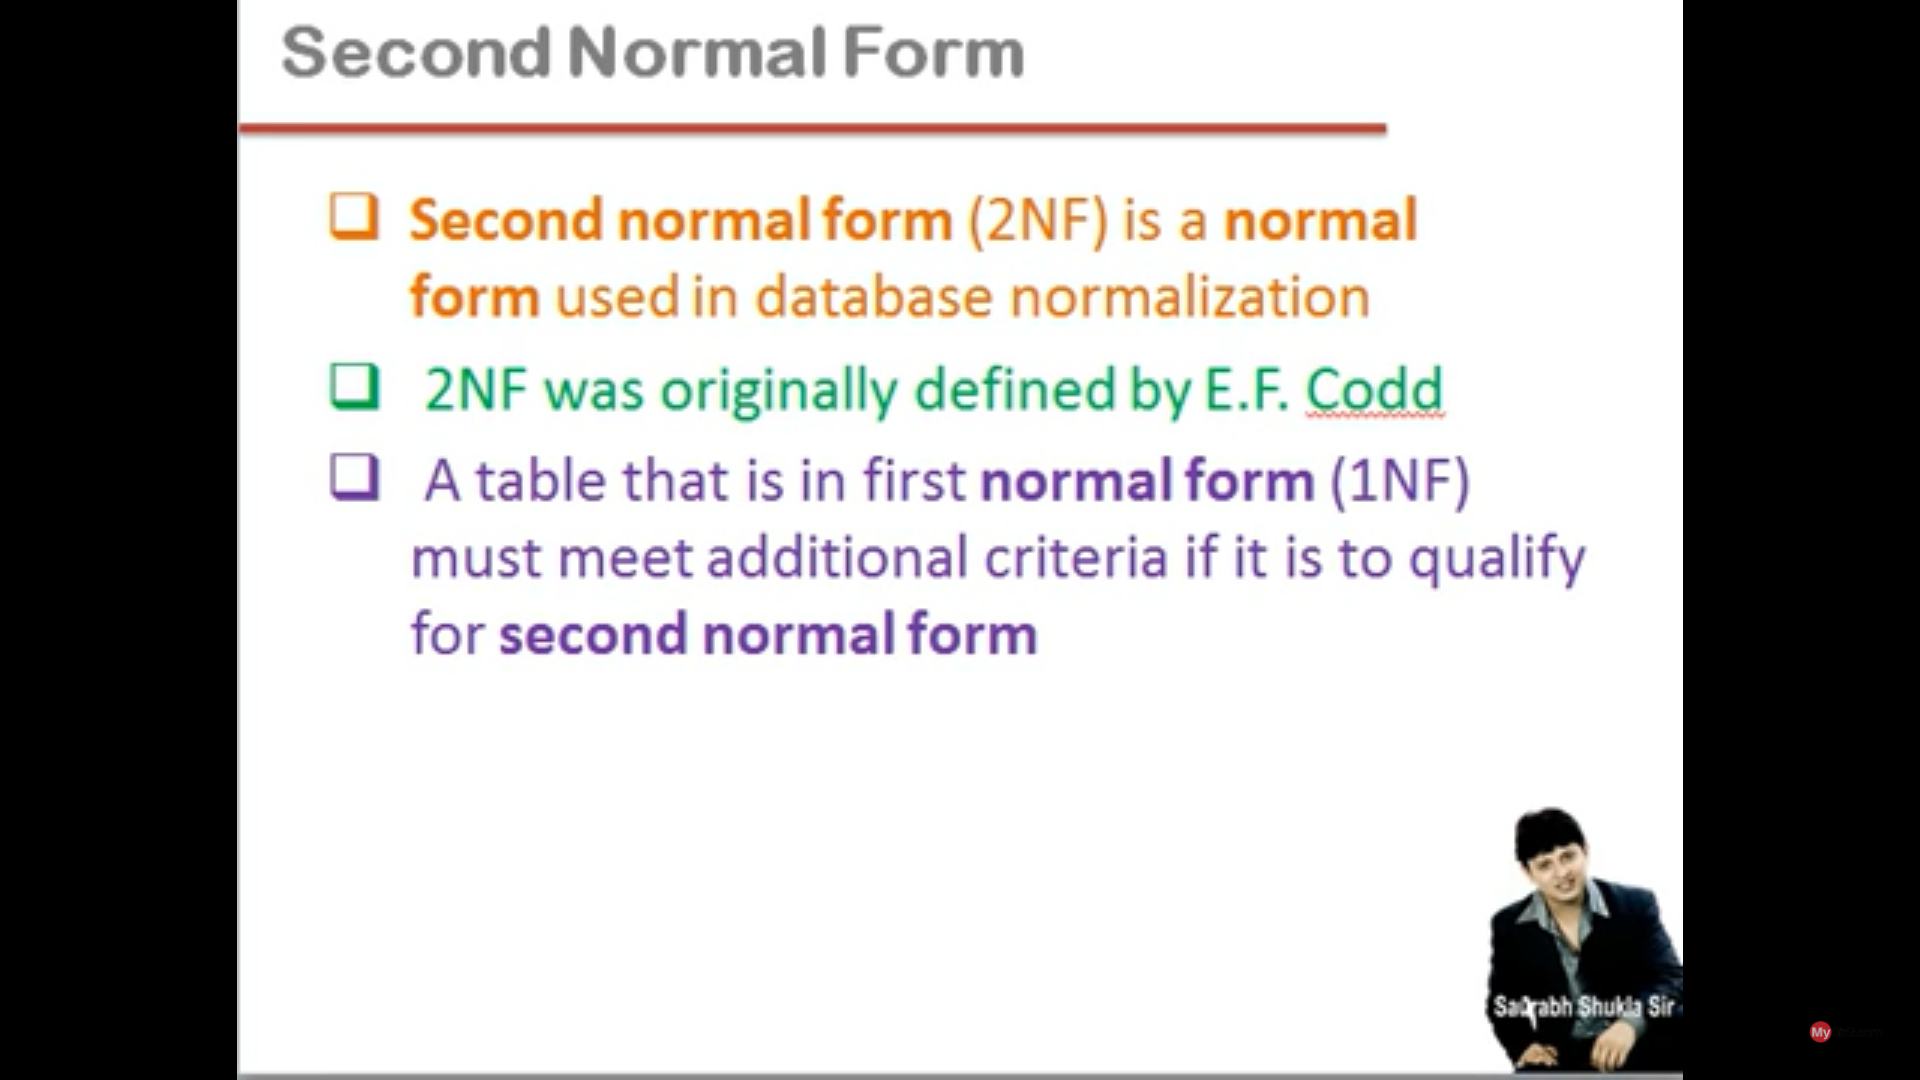 Second Normal Form
Second normal form (2NF) is a normal
form used in database normalization
2NF was originally defined by E.F. Codd
A table that is in first normal form (1NF)
must meet additional criteria if it is to qualify
for second normal form
Saurabh Shukla Sir
My